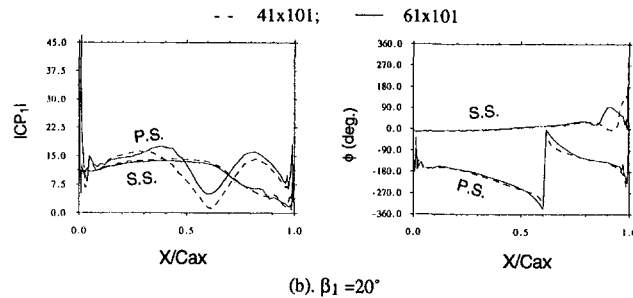 - - 41x101; — 61x101
|CP1|
45.0
37.5
30.0
22.5
15.0
7.5
0.0
P.S.
S.S.
0.0
0.5
1.0
X/Cax
ϕ (deg.)
360.0
270.0
180.0
90.0
0.0
-90.0
-180.0
-270.0
-360.0
S.S.
P.S.
0.0
0.5
1.0
X/Cax
(b). β1 =20°